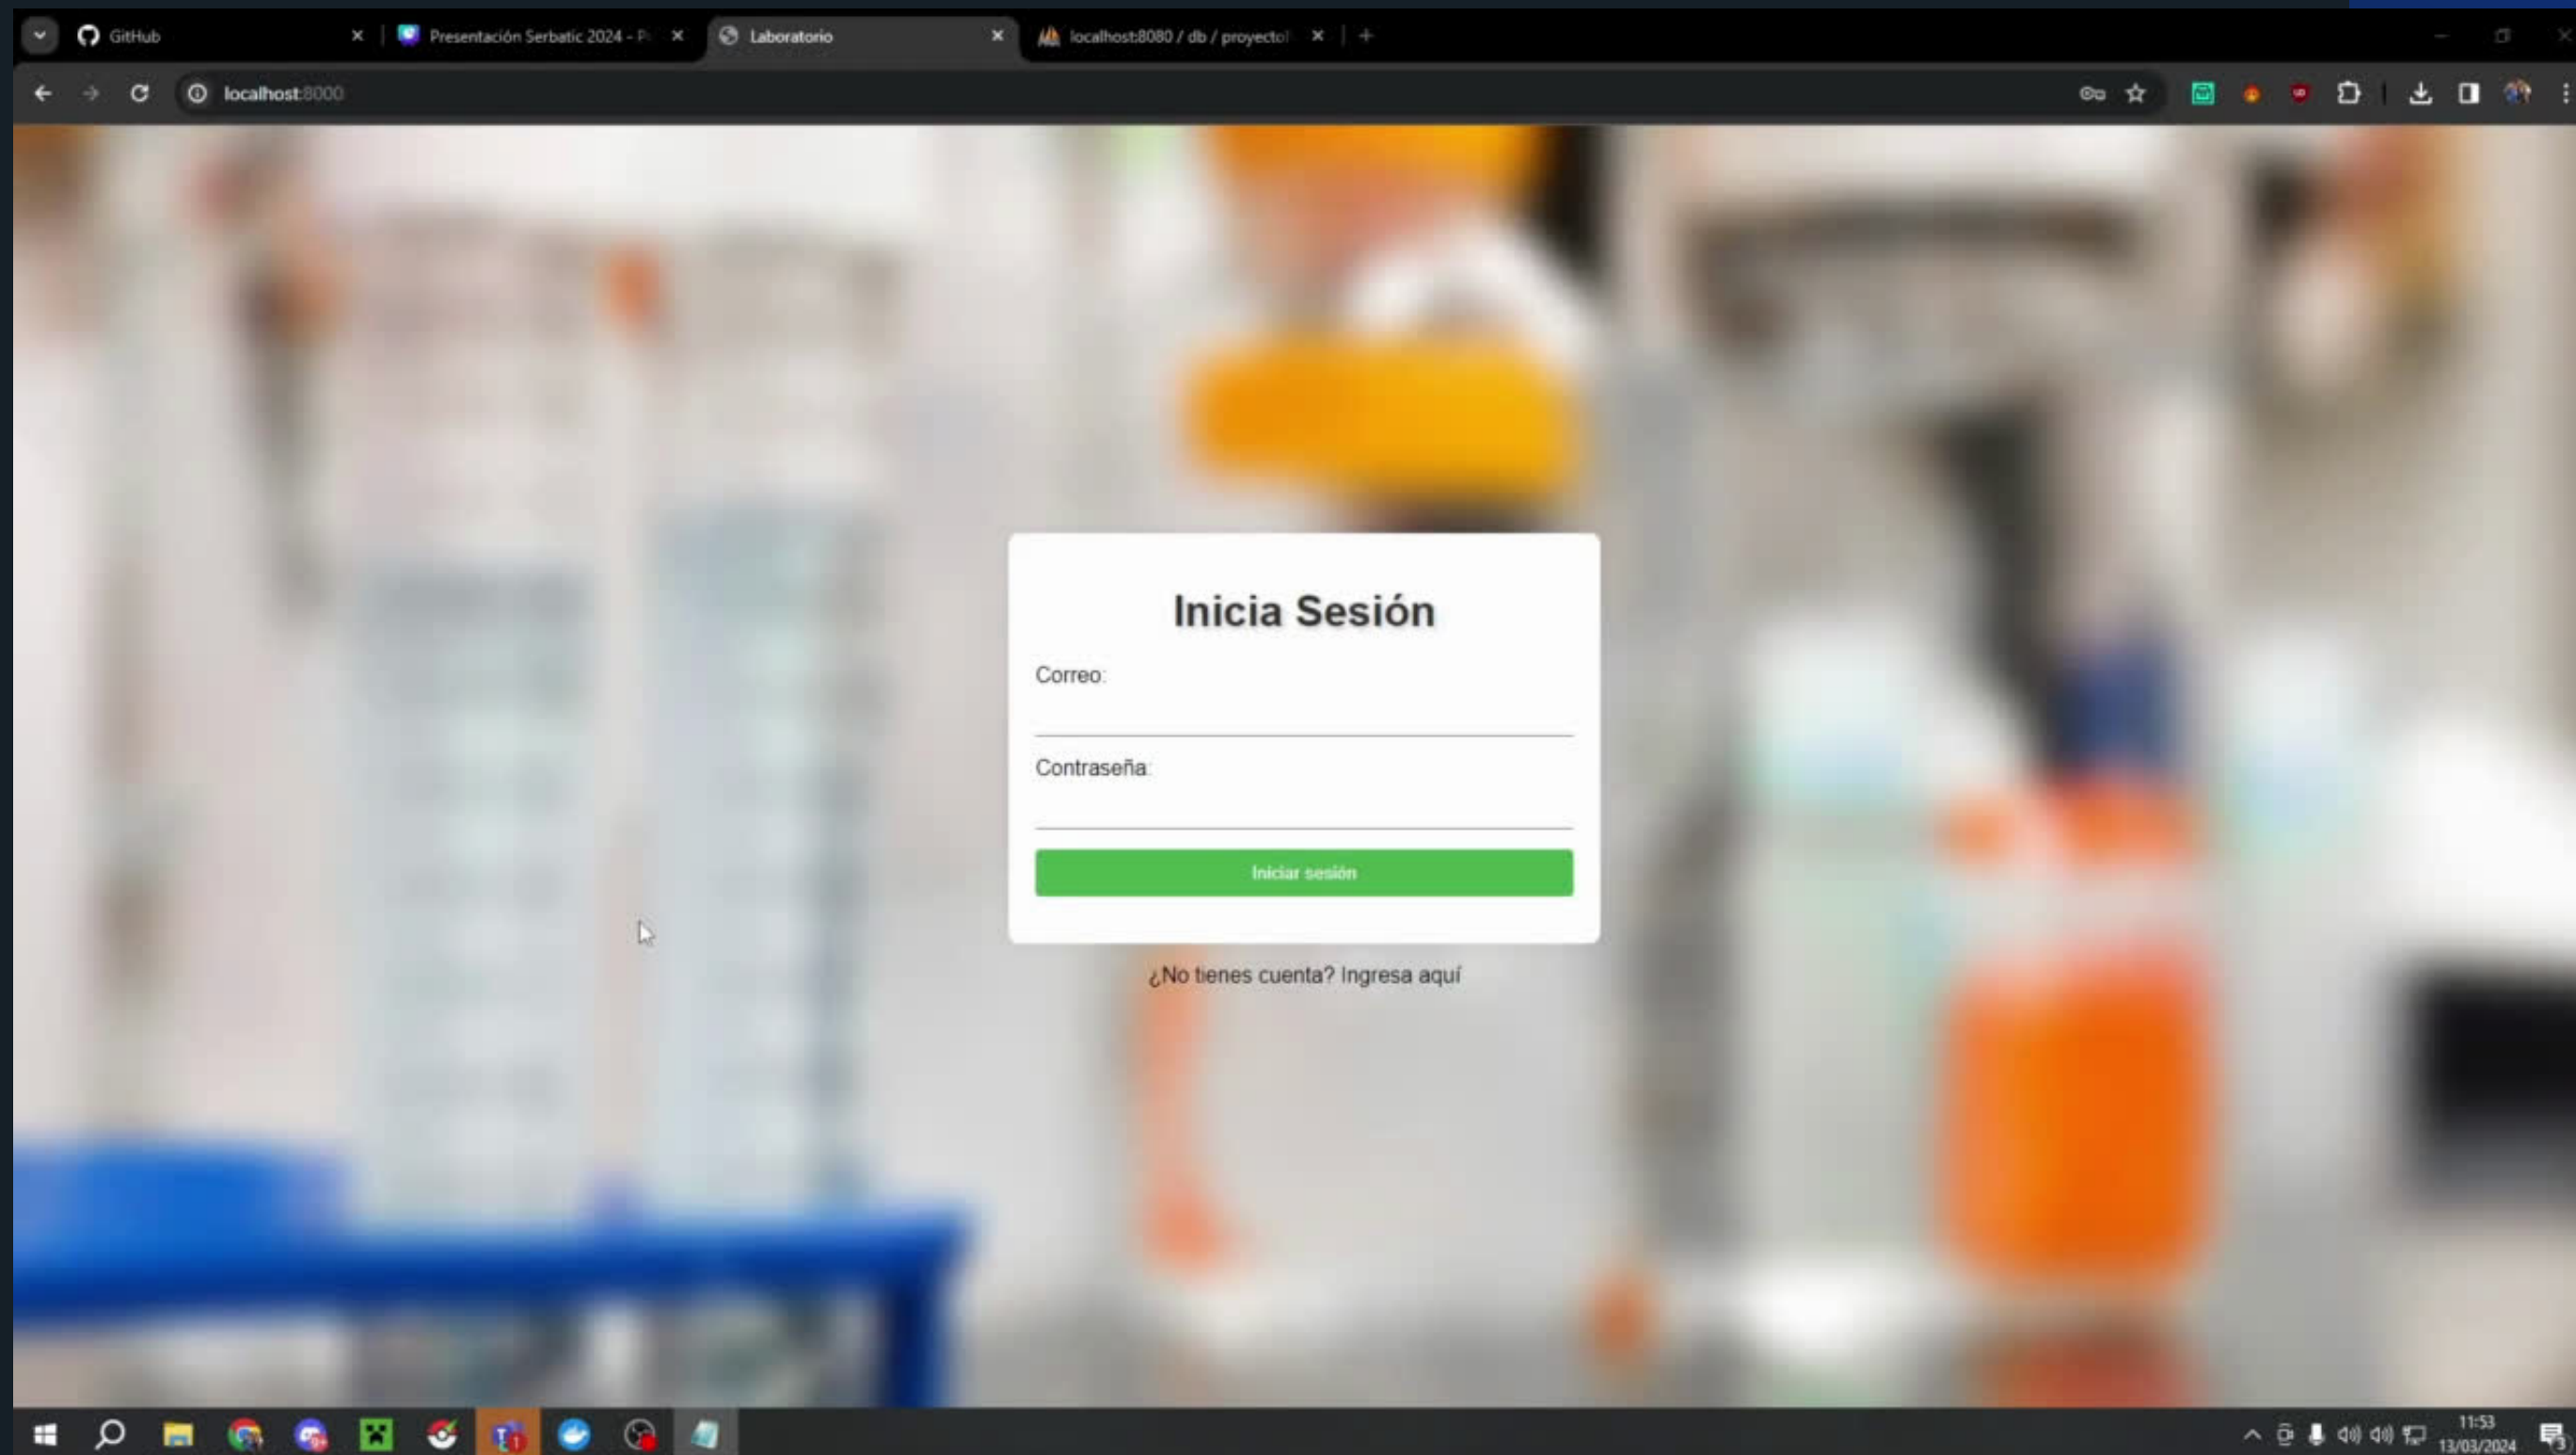 GitHub
Presentación Serbatic 2024 - P
Laboratorio
localhost:8080 / db / proyecto
localhost:8000
Inicia Sesión
Correo:
Contraseña:
Iniciar sesión
¿No tienes cuenta? Ingresa aquí
11:53
13/03/2024